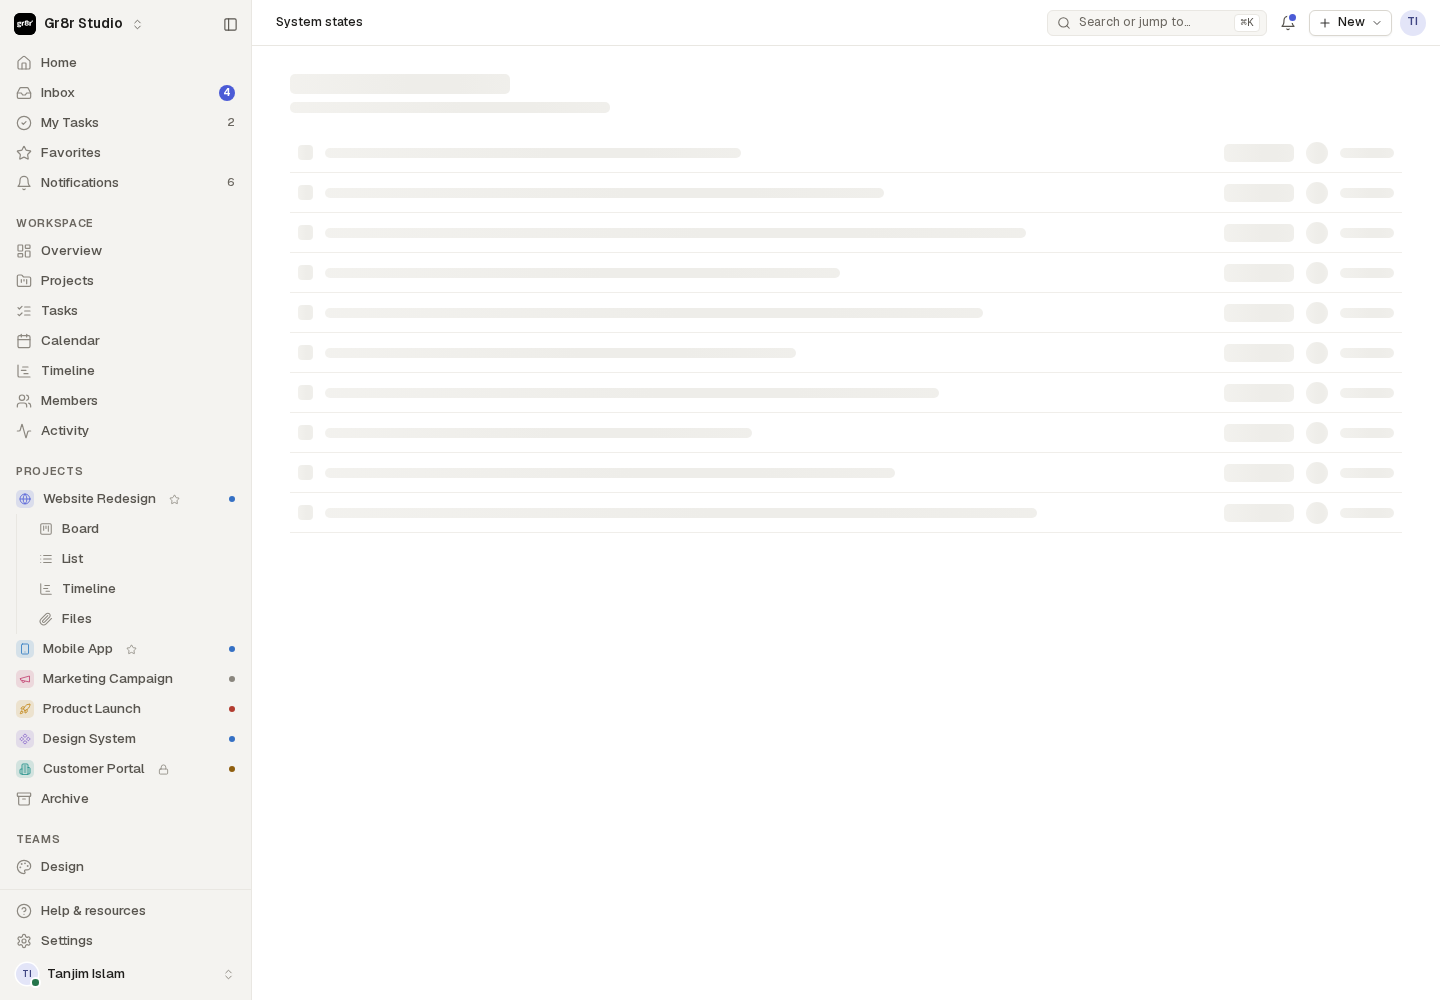 gr8r
Gr8r Studio
Home
Inbox 4
My Tasks 2
Favorites
Notifications 6
WORKSPACE
Overview
Projects
Tasks
Calendar
Timeline
Members
Activity
PROJECTS
Website Redesign
Board
List
Timeline
Files
Mobile App
Marketing Campaign
Product Launch
Design System
Customer Portal
Archive
TEAMS
Design
Help & resources
Settings
TI Tanjim Islam
System states
Search or jump to... ⌘K
New
TI